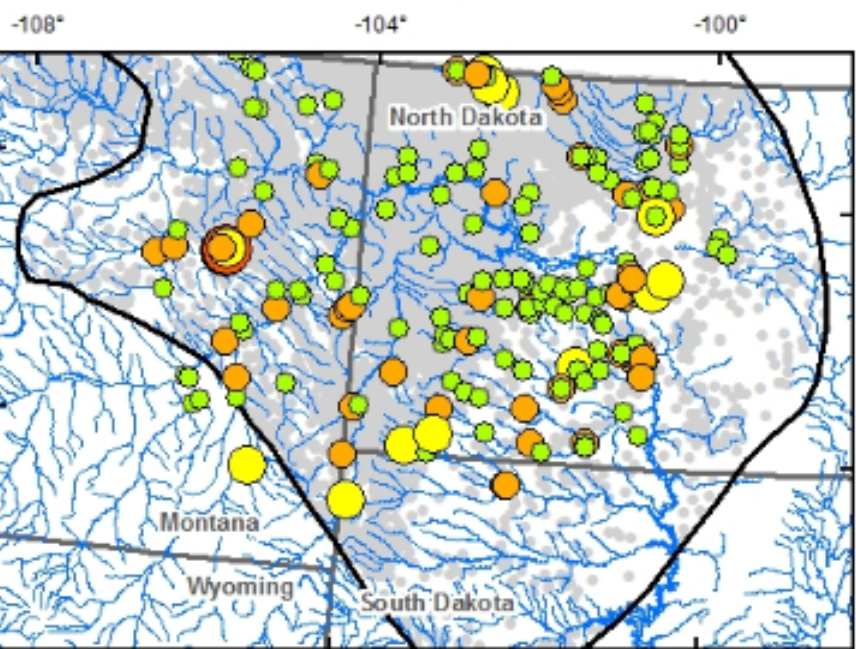 -108°
-104°
-100°
North Dakota
Montana
Wyoming
South Dakota